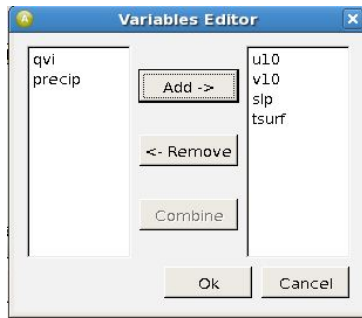 Variables Editor
qvi
precip
Add ->
<- Remove
Combine
u10
v10
slp
tsurf
Ok
Cancel